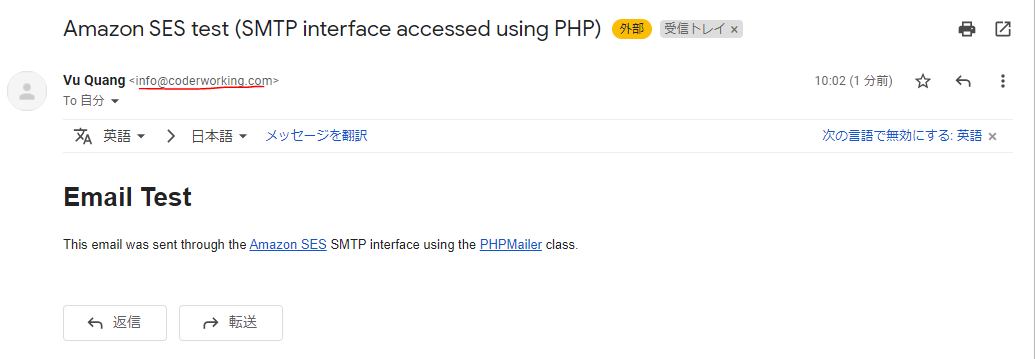 Amazon SES test (SMTP interface accessed using PHP) 外部 受信トレイ ×
Vu Quang <info@coderworking.com> 10:02 (1 分前)
To 自分
英語 日本語 メッセージを翻訳 次の言語で無効にする: 英語 ×
Email Test
This email was sent through the Amazon SES SMTP interface using the PHPMailer class.
返信 転送